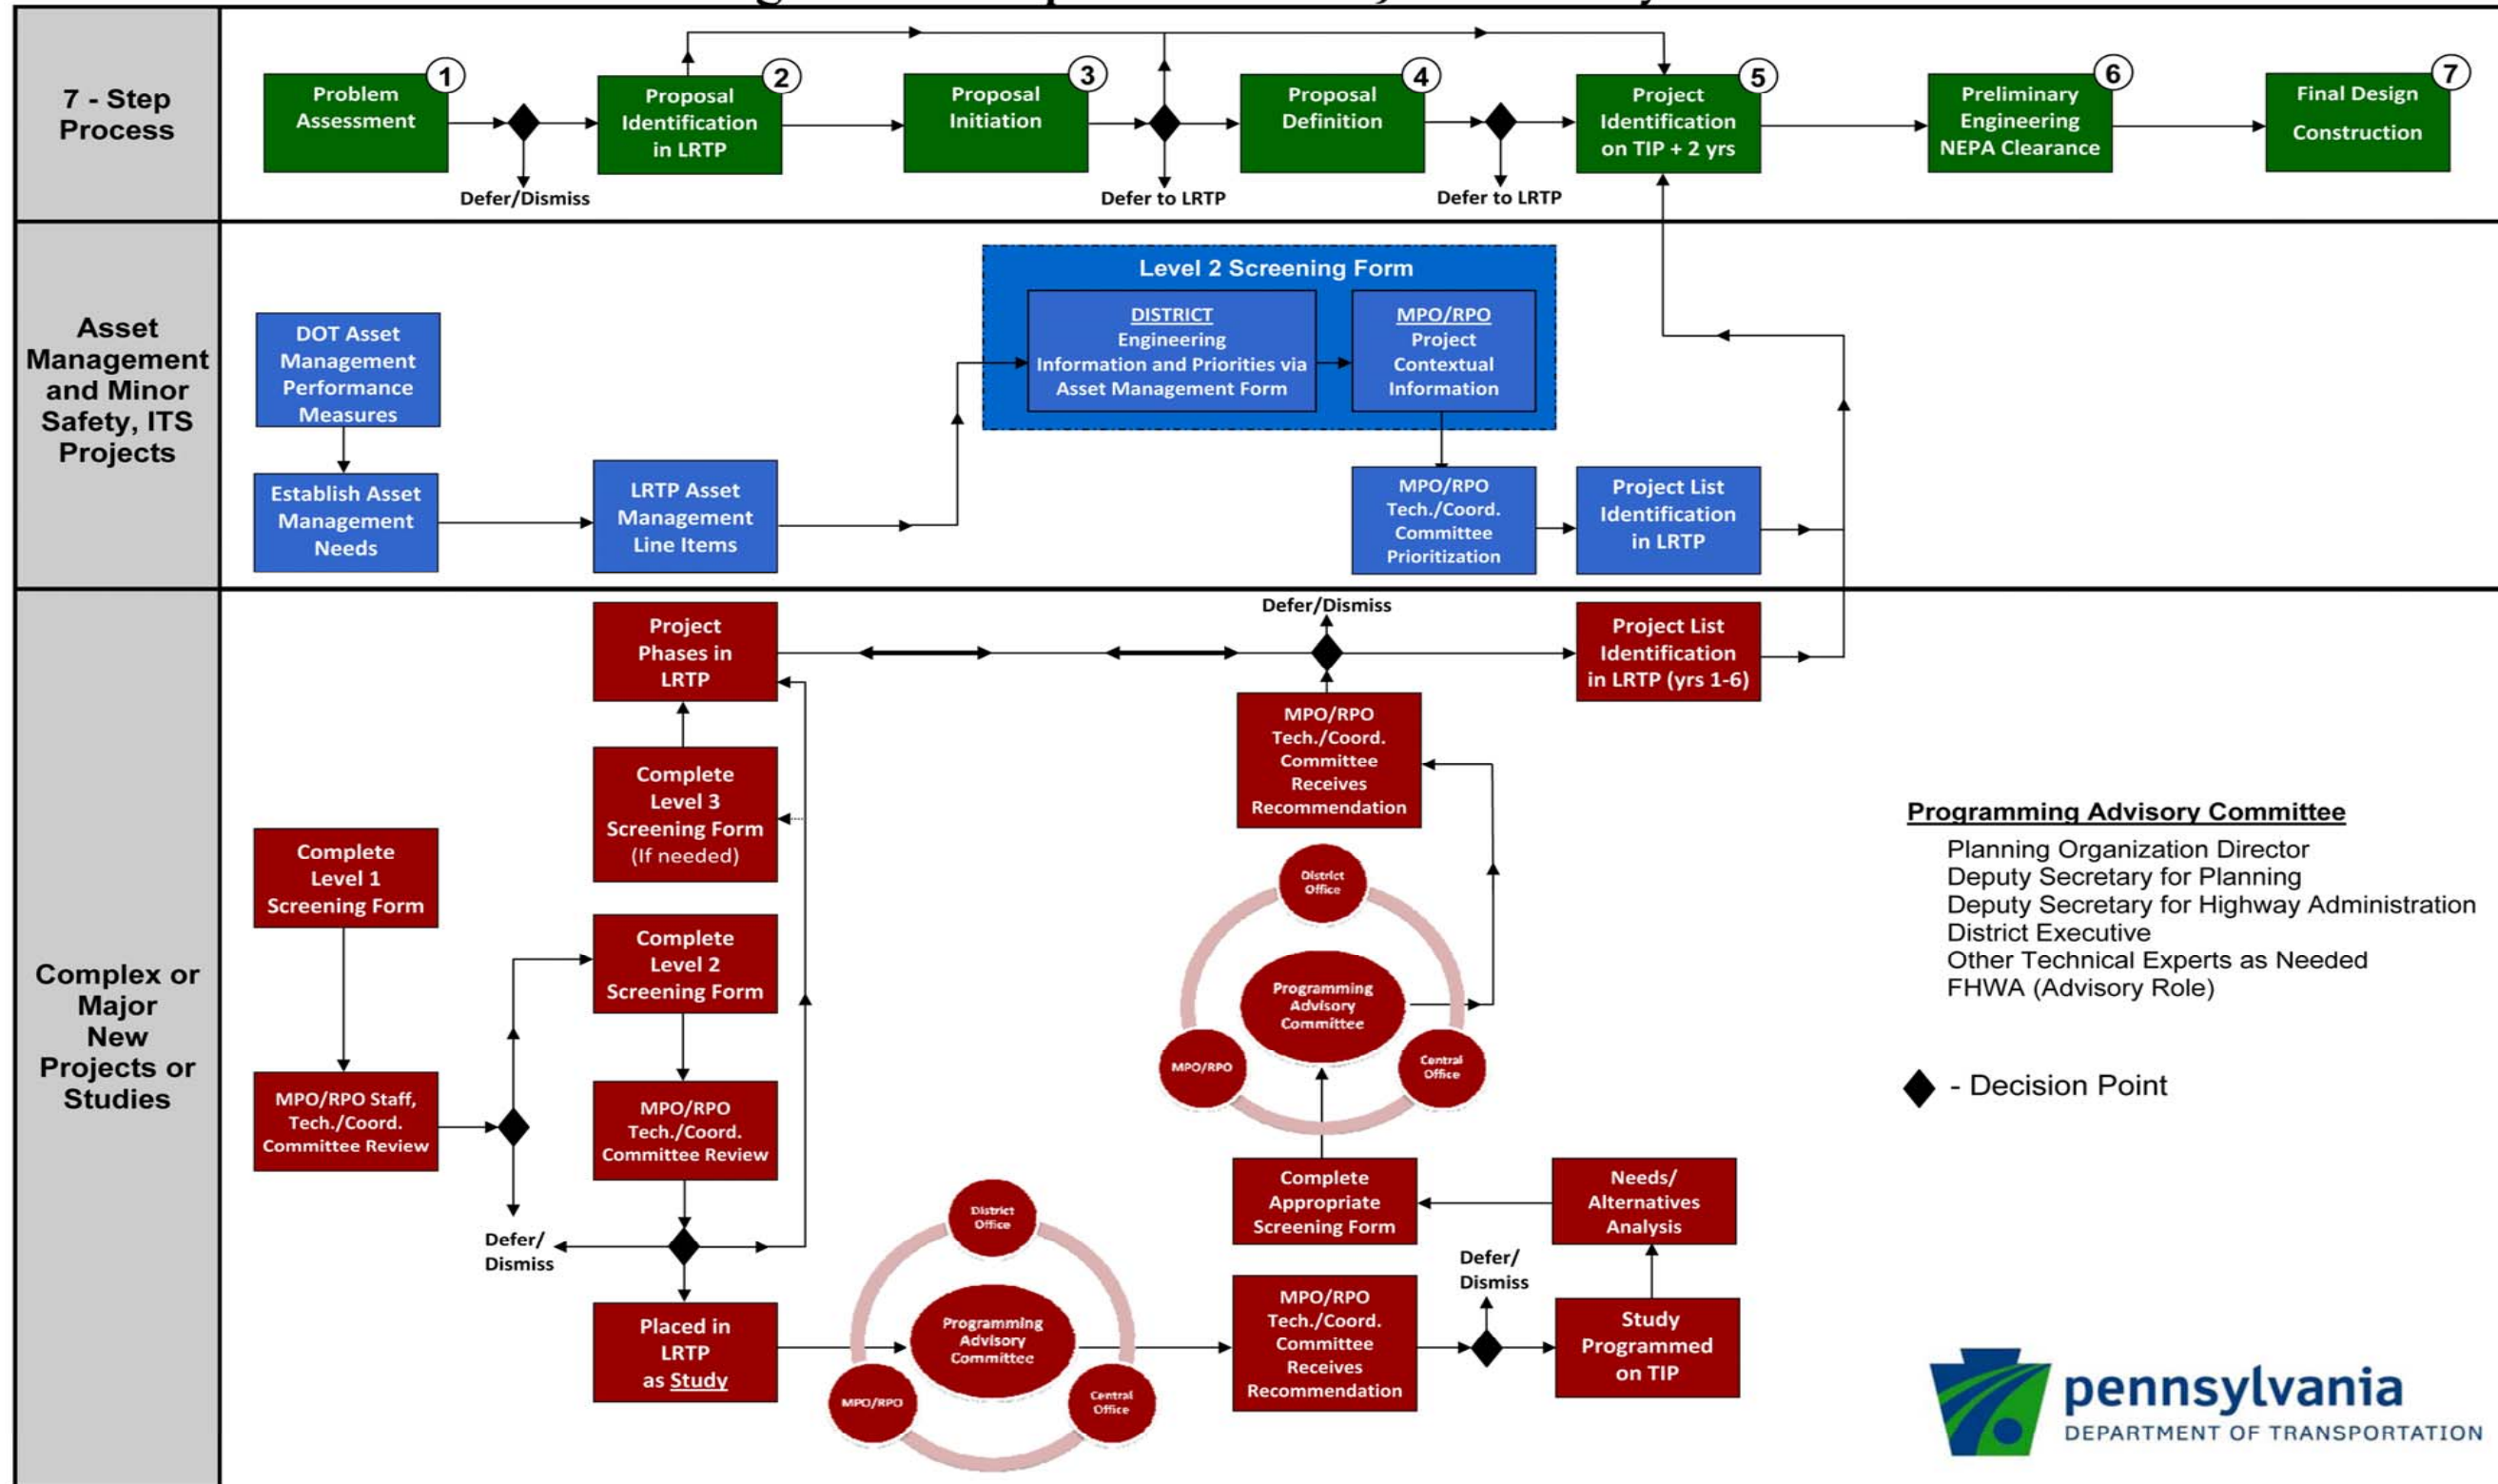 7 - Step
Process
Problem
Assessment
1
Proposal
Identification
in LRTP
2
Proposal
Initiation
3
Proposal
Definition
4
Project
Identification
on TIP + 2 yrs
5
Preliminary
Engineering
NEPA Clearance
6
Final Design
Construction
7
Defer/Dismiss
Defer to LRTP
Defer to LRTP
Asset
Management
and Minor
Safety, ITS
Projects
DOT Asset
Management
Performance
Measures
Establish Asset
Management
Needs
LRTP Asset
Management
Line Items
Level 2 Screening Form
DISTRICT
Engineering
Information and Priorities via
Asset Management Form
MPO/RPO
Project
Contextual
Information
MPO/RPO
Tech./Coord.
Committee
Prioritization
Project List
Identification
in LRTP
Complex or
Major
New
Projects or
Studies
Complete
Level 1
Screening Form
MPO/RPO Staff,
Tech./Coord.
Committee Review
Defer/
Dismiss
Project
Phases in
LRTP
Complete
Level 3
Screening Form
(If needed)
Complete
Level 2
Screening Form
MPO/RPO
Tech./Coord.
Committee Review
Placed in
LRTP
as Study
District
Office
Programming
Advisory
Committee
MPO/RPO
Central
Office
MPO/RPO
Tech./Coord.
Committee
Receives
Recommendation
Defer/
Dismiss
Study
Programmed
on TIP
Needs/
Alternatives
Analysis
Complete
Appropriate
Screening Form
District
Office
Programming
Advisory
Committee
MPO/RPO
Central
Office
MPO/RPO
Tech./Coord.
Committee
Receives
Recommendation
Defer/Dismiss
Project List
Identification
in LRTP (yrs 1-6)
Programming Advisory Committee
Planning Organization Director
Deputy Secretary for Planning
Deputy Secretary for Highway Administration
District Executive
Other Technical Experts as Needed
FHWA (Advisory Role)
- Decision Point
pennsylvania
DEPARTMENT OF TRANSPORTATION